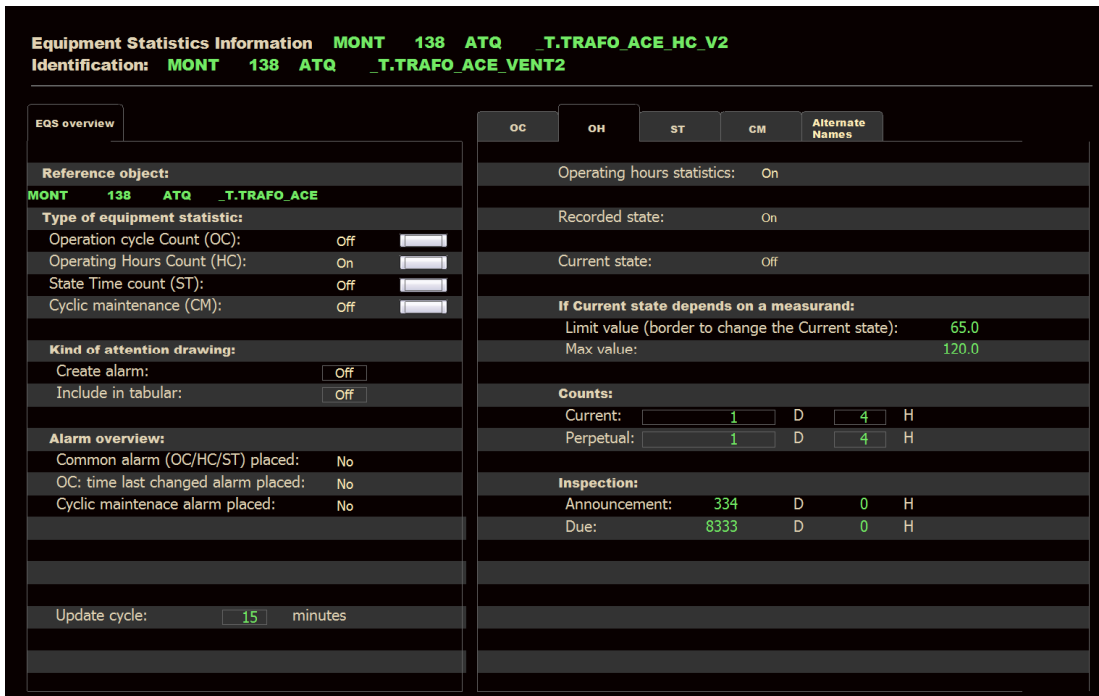 Equipment Statistics Information MONT 138 ATQ _T.TRAFO_ACE_HC_V2
Identification: MONT 138 ATQ _T.TRAFO_ACE_VENT2
EQS overview
Reference object:
MONT 138 ATQ _T.TRAFO_ACE
Type of equipment statistic:
Operation cycle Count (OC): Off
Operating Hours Count (HC): On
State Time count (ST): Off
Cyclic maintenance (CM): Off
Kind of attention drawing:
Create alarm: Off
Include in tabular: Off
Alarm overview:
Common alarm (OC/HC/ST) placed: No
OC: time last changed alarm placed: No
Cyclic maintenace alarm placed: No
Update cycle: 15 minutes
OC OH ST CM Alternate Names
Operating hours statistics: On
Recorded state: On
Current state: Off
If Current state depends on a measurand:
Limit value (border to change the Current state): 65.0
Max value: 120.0
Counts:
Current: 1 D 4 H
Perpetual: 1 D 4 H
Inspection:
Announcement: 334 D 0 H
Due: 8333 D 0 H